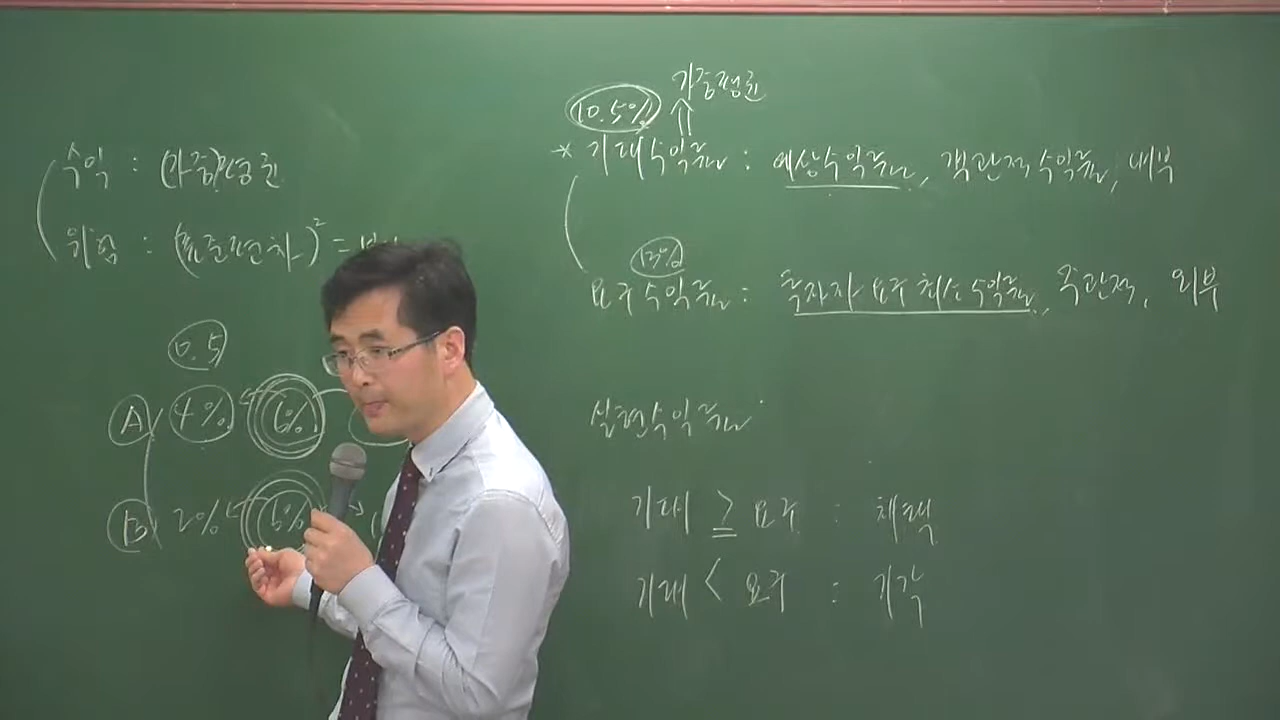 수익 : (가중)평균
위험 : (표준편차)² =
0.5
A 4% 6%
B 2% 6%
가중평균
10.5%
* 기대수익률 : 예상수익률, 객관적 수익률, 내부
13%
요구수익률 : 투자자 요구 최소 수익률, 주관적, 외부
실현수익률
기대 ≥ 요구 : 채택
기대 < 요구 : 기각